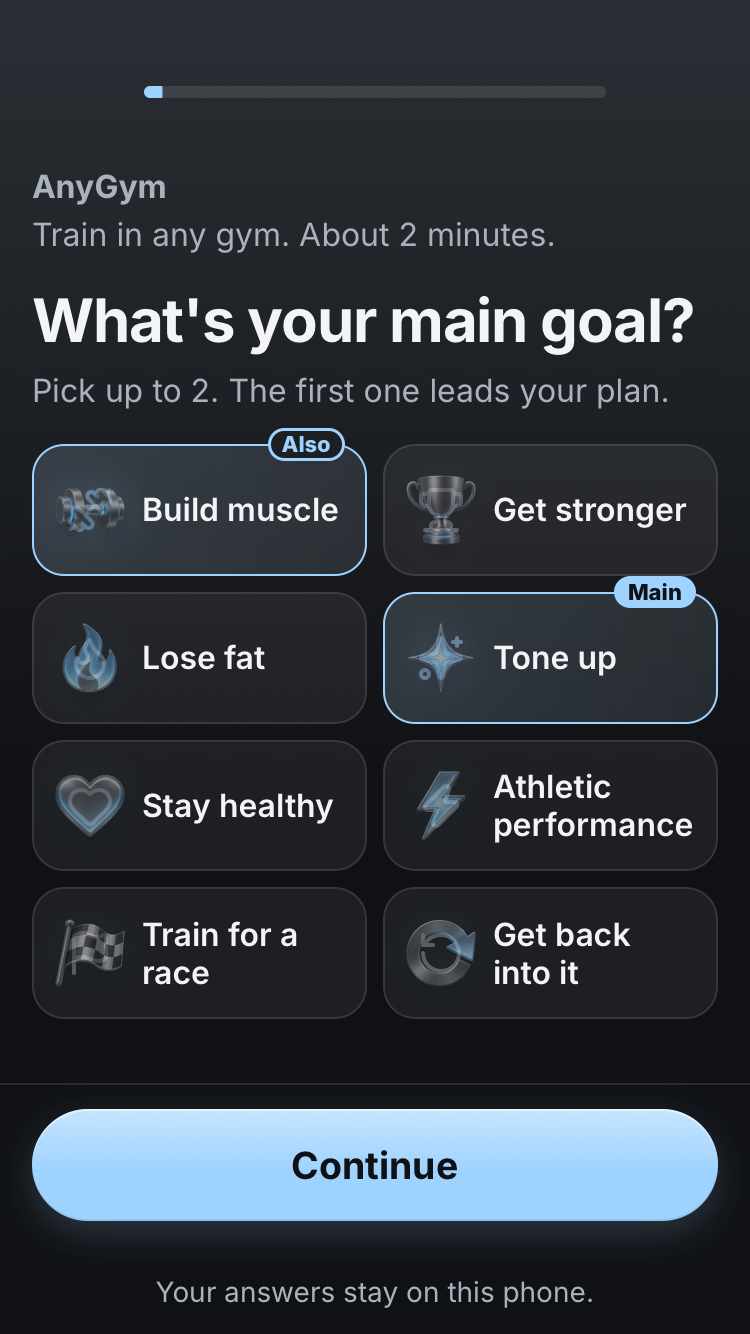 AnyGym
Train in any gym. About 2 minutes.
What's your main goal?
Pick up to 2. The first one leads your plan.
Also
Build muscle
Get stronger
Main
Lose fat
Tone up
Stay healthy
Athletic
performance
Train for a
race
Get back
into it
Continue
Your answers stay on this phone.